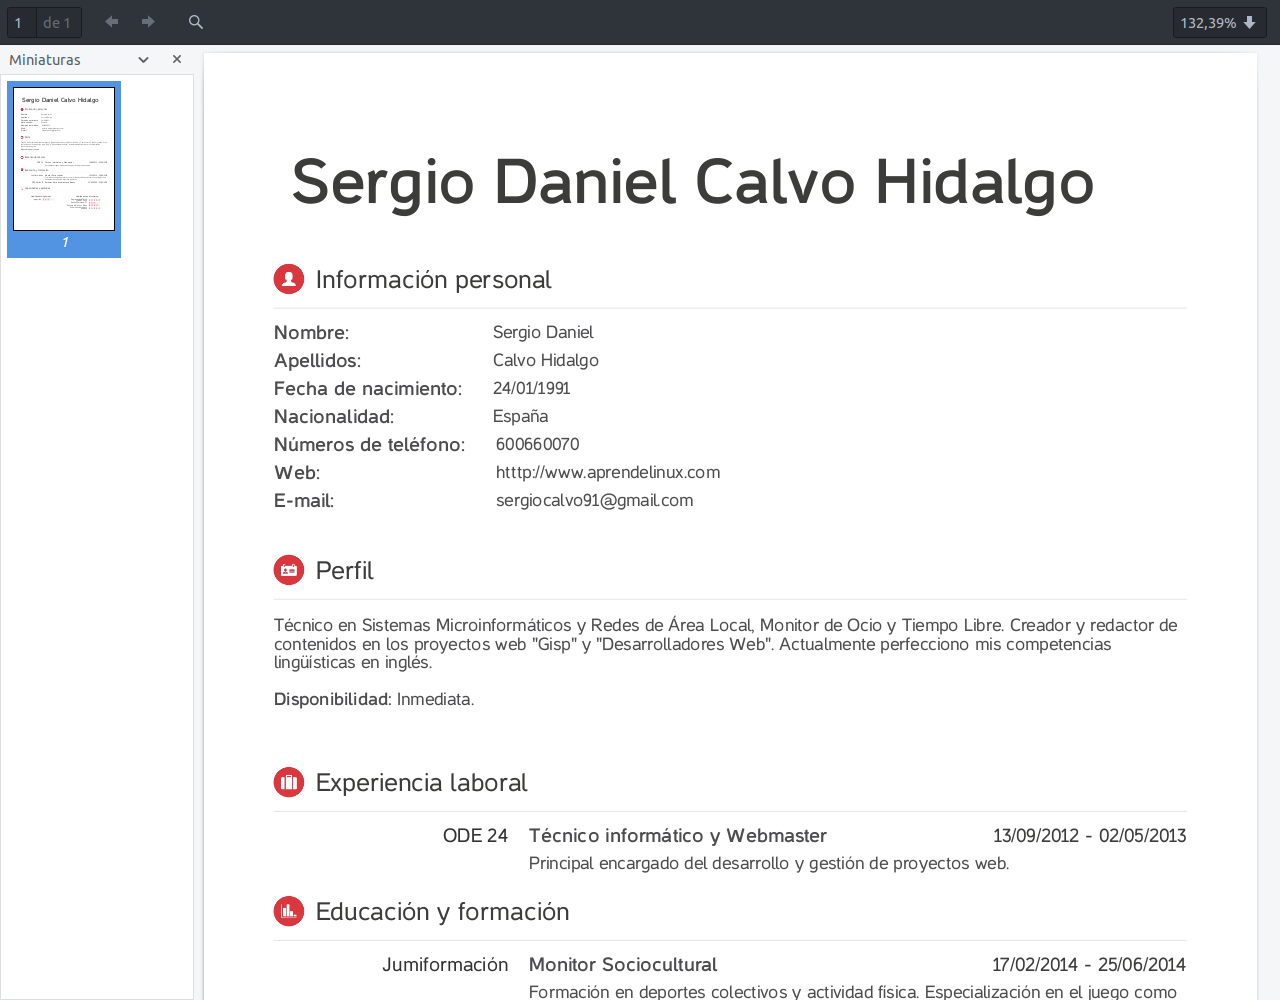 1 de 1 132,39%
Miniaturas
1
Sergio Daniel Calvo Hidalgo
Información personal
Nombre: Sergio Daniel
Apellidos: Calvo Hidalgo
Fecha de nacimiento: 24/01/1991
Nacionalidad: España
Números de teléfono: 600660070
Web: htttp://www.aprendelinux.com
E-mail: sergiocalvo91@gmail.com
Perfil
Técnico en Sistemas Microinformáticos y Redes de Área Local, Monitor de Ocio y Tiempo Libre. Creador y redactor de
contenidos en los proyectos web "Gisp" y "Desarrolladores Web". Actualmente perfecciono mis competencias
lingüísticas en inglés.
Disponibilidad: Inmediata.
Experiencia laboral
ODE 24 Técnico informático y Webmaster 13/09/2012 - 02/05/2013
Principal encargado del desarrollo y gestión de proyectos web.
Educación y formación
Jumiformación Monitor Sociocultural 17/02/2014 - 25/06/2014
Formación en deportes colectivos y actividad física. Especialización en el juego como